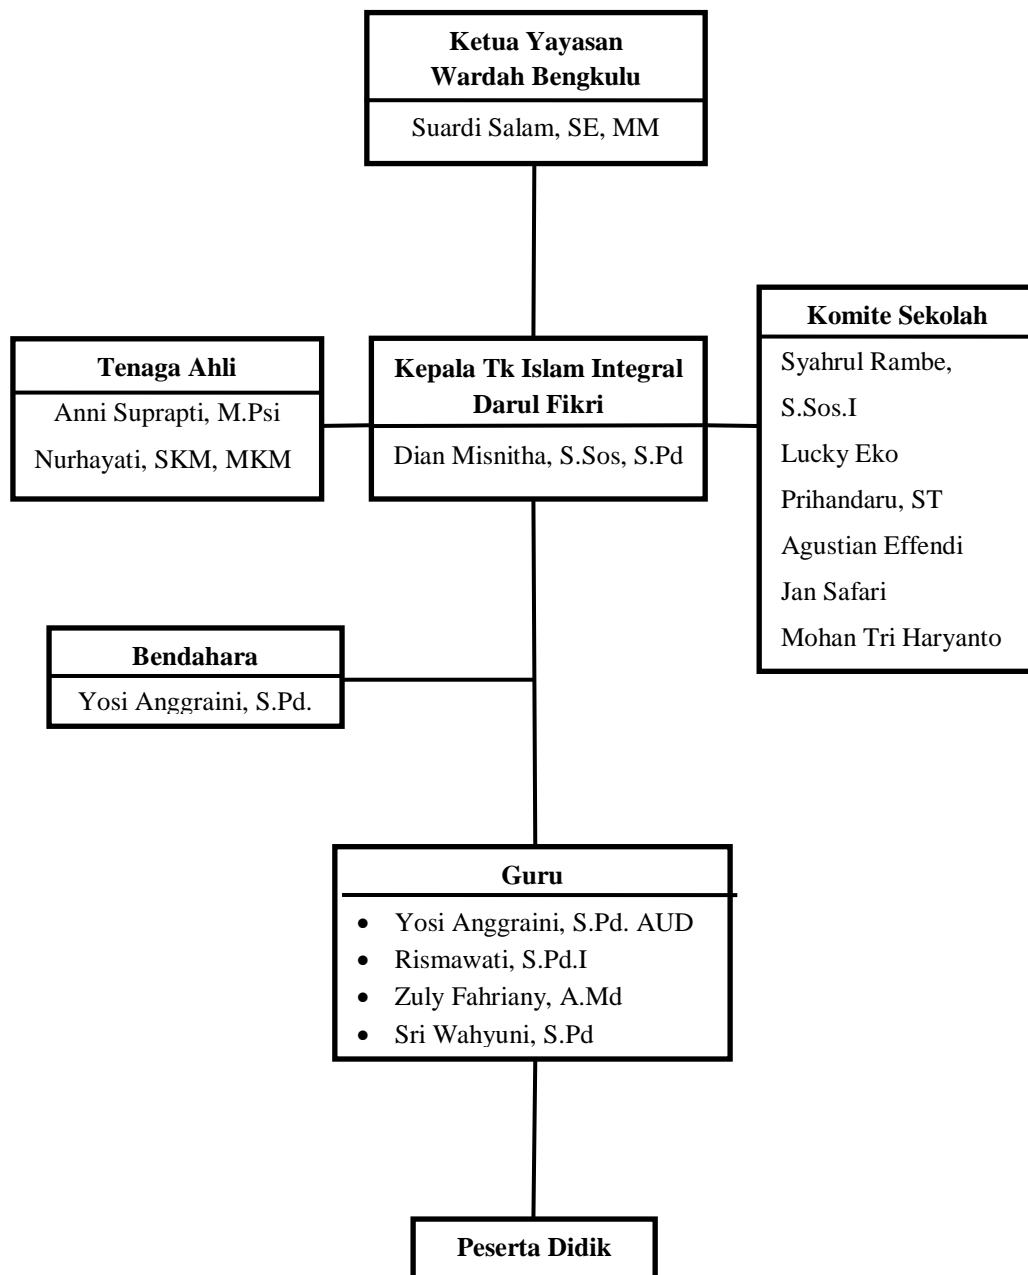 Ketua Yayasan
Wardah Bengkulu
Suardi Salam, SE, MM
Tenaga Ahli
Anni Suprapti, M.Psi
Nurhayati, SKM, MKM
Kepala Tk Islam Integral
Darul Fikri
Dian Misnitha, S.Sos, S.Pd
Komite Sekolah
Syahrul Rambe,
S.Sos.I
Lucky Eko
Prihandaru, ST
Agustian Effendi
Jan Safari
Mohan Tri Haryanto
Bendahara
Yosi Anggraini, S.Pd.
Guru
• Yosi Anggraini, S.Pd. AUD
• Rismawati, S.Pd.I
• Zuly Fahriany, A.Md
• Sri Wahyuni, S.Pd
Peserta Didik